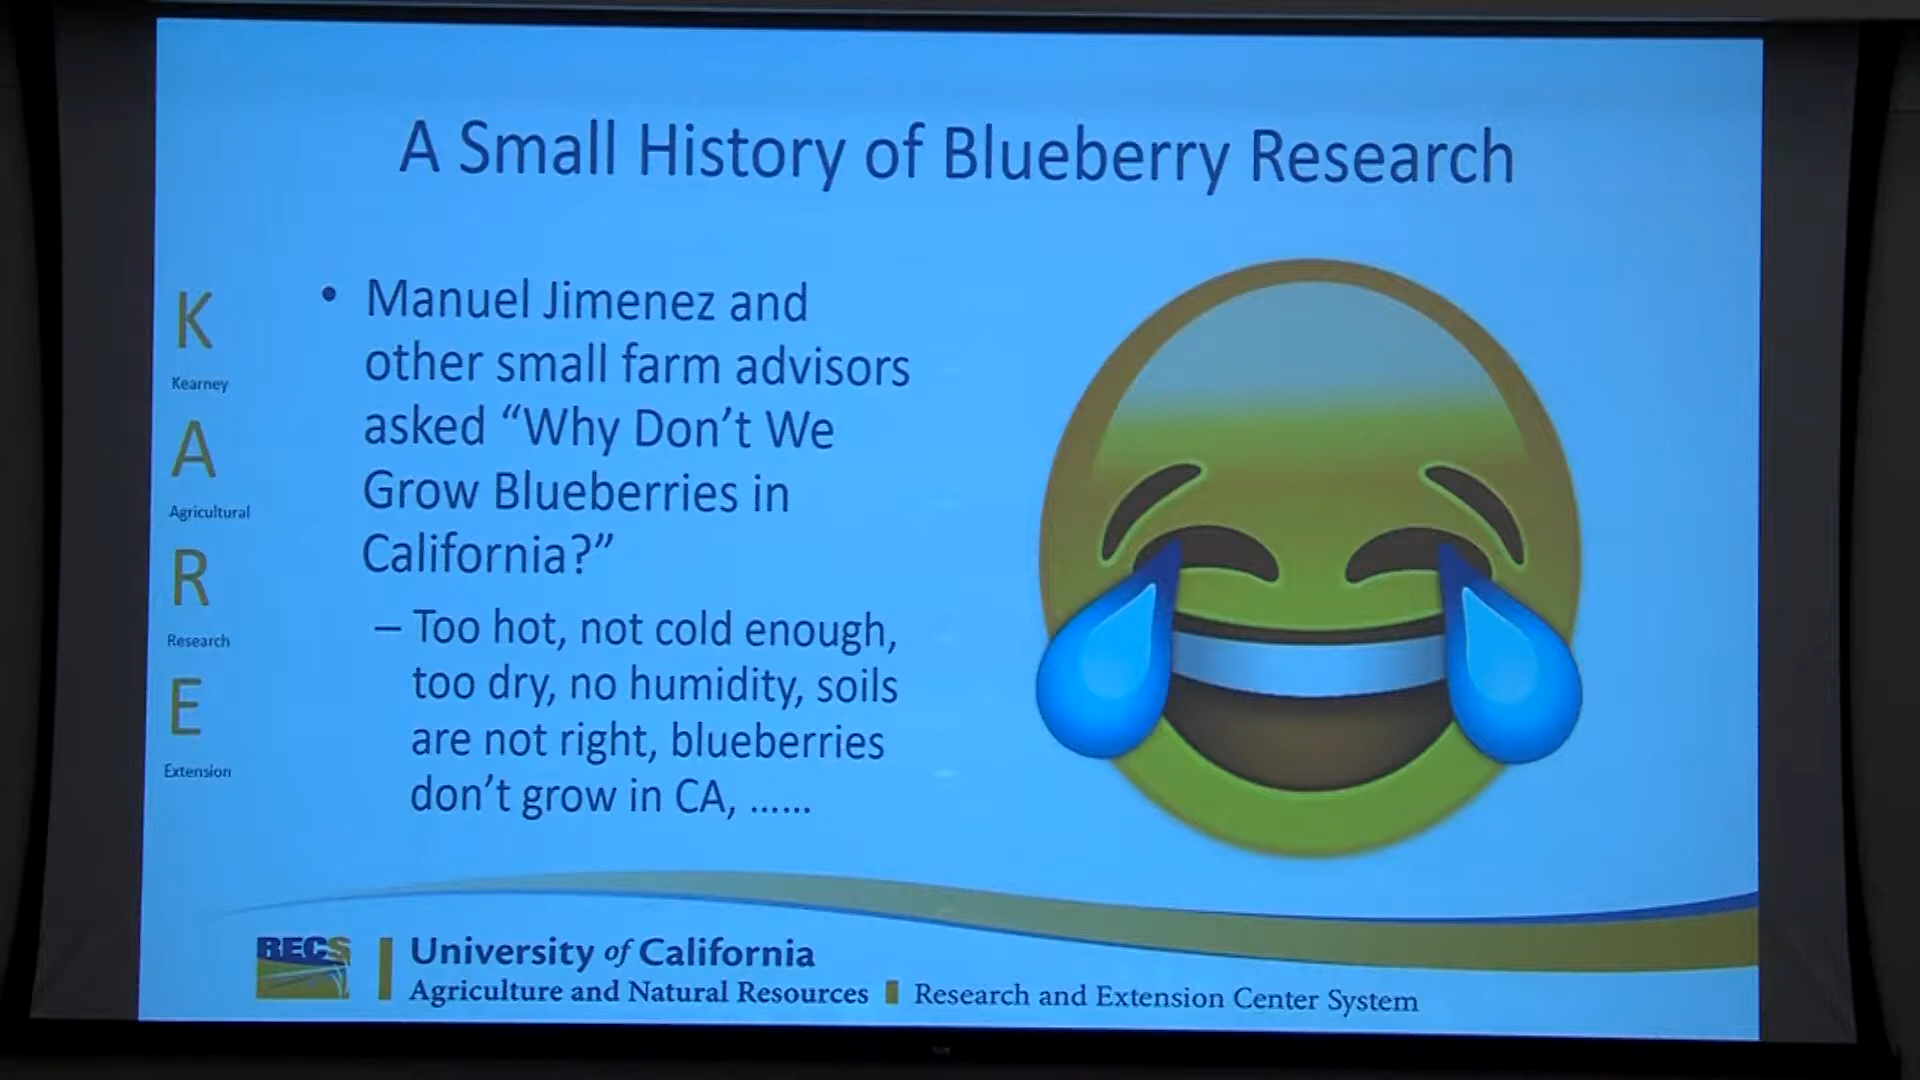 A Small History of Blueberry Research
K
Kearney
A
Agricultural
R
Research
E
Extension
• Manuel Jimenez and
other small farm advisors
asked “Why Don’t We
Grow Blueberries in
California?”
– Too hot, not cold enough,
too dry, no humidity, soils
are not right, blueberries
don’t grow in CA, ......
RECS
University of California
Agriculture and Natural Resources Research and Extension Center System